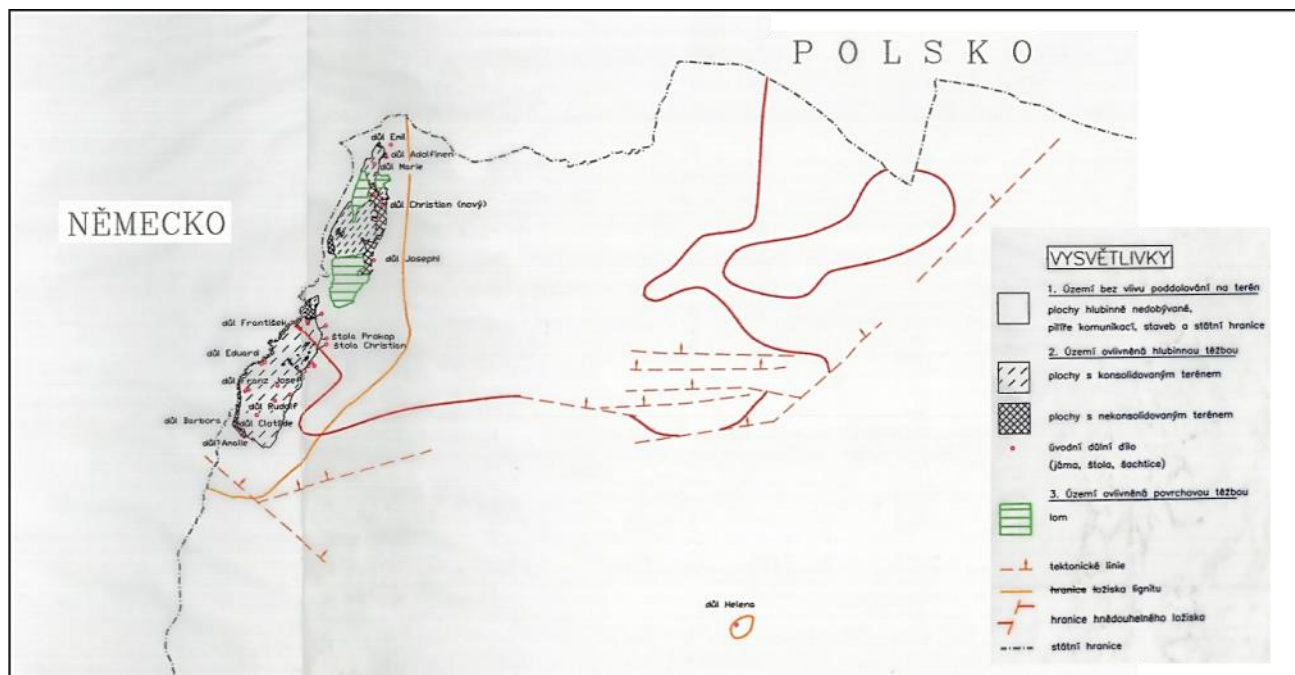 POLSKO
NĚMECKO
důl Emil
důl Adolfinen
důl Marie
důl Christian (nový)
důl Josephi
důl František
štola Prokop
štola Christian
důl Eduard
důl Franz Josef
důl Rudolf
důl Barbora
důl Clotilde
důl Amalie
důl Helena
VYSVĚTLIVKY
1. Území bez vlivu poddolování na terén
plochy hlubinně nedobývané,
pilíře komunikací, staveb a státní hranice
2. Území ovlivněná hlubinnou těžbou
plochy s konsolidovaným terénem
plochy s nekonsolidovaným terénem
úvodní důlní dílo
(jáma, štola, šachtice)
3. Území ovlivněná povrchovou těžbou
lom
tektonické linie
hranice ložiska lignitu
hranice hnědouhelného ložiska
státní hranice